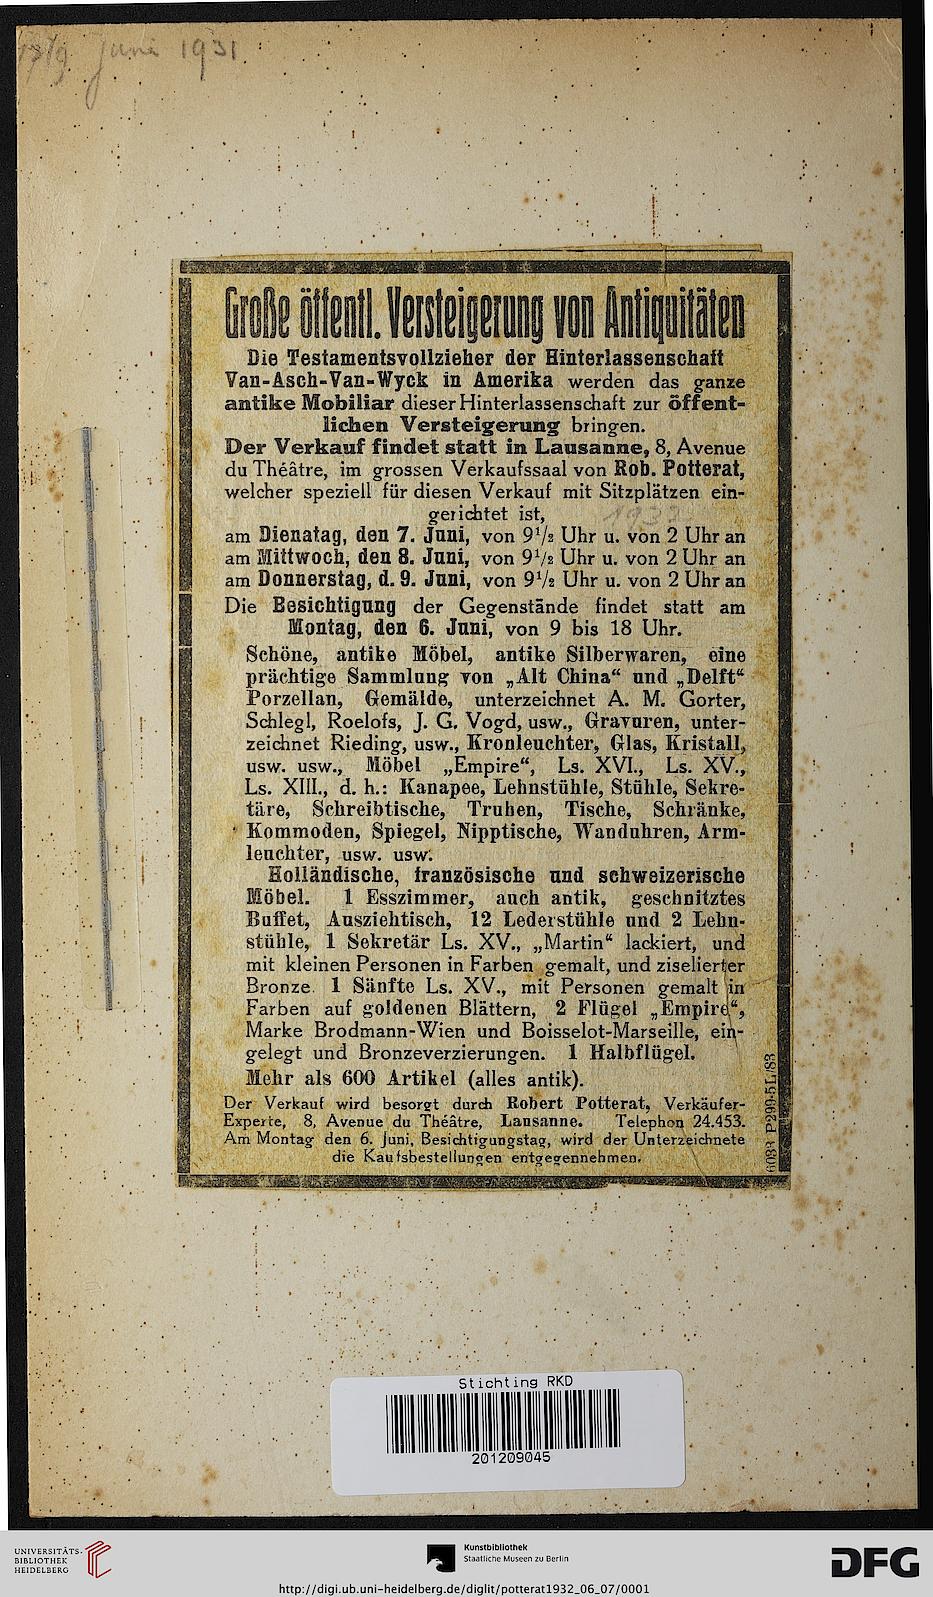 7/9 Juni 1931
Große öffentl. Versteigerung von Antiquitäten
Die Testamentsvollzieher der Hinterlassenschaft
Van-Asch-Van-Wyck in Amerika werden das ganze
antike Mobiliar dieser Hinterlassenschaft zur öffent-
lichen Versteigerung bringen.
Der Verkauf findet statt in Lausanne, 8, Avenue
du Théâtre, im grossen Verkaufssaal von Rob. Potterat,
welcher speziell für diesen Verkauf mit Sitzplätzen ein-
gerichtet ist, 1932
am Dienstag, den 7. Juni, von 9½ Uhr u. von 2 Uhr an
am Mittwoch, den 8. Juni, von 9½ Uhr u. von 2 Uhr an
am Donnerstag, d. 9. Juni, von 9½ Uhr u. von 2 Uhr an
Die Besichtigung der Gegenstände findet statt am
Montag, den 6. Juni, von 9 bis 18 Uhr.
Schöne, antike Möbel, antike Silberwaren, eine
prächtige Sammlung von „Alt China“ und „Delft“
Porzellan, Gemälde, unterzeichnet A. M. Gorter,
Schlegl, Roelofs, J. G. Vogd, usw., Gravuren, unter-
zeichnet Rieding, usw., Kronleuchter, Glas, Kristall,
usw. usw., Möbel „Empire“, Ls. XVI., Ls. XV.,
Ls. XIII., d. h.: Kanapee, Lehnstühle, Stühle, Sekre-
täre, Schreibtische, Truhen, Tische, Schränke,
Kommoden, Spiegel, Nipptische, Wanduhren, Arm-
leuchter, usw. usw.
Holländische, französische und schweizerische
Möbel. 1 Esszimmer, auch antik, geschnitztes
Buffet, Ausziehtisch, 12 Lederstühle und 2 Lehn-
stühle, 1 Sekretär Ls. XV., „Martin“ lackiert, und
mit kleinen Personen in Farben gemalt, und ziselierter
Bronze. 1 Sänfte Ls. XV., mit Personen gemalt in
Farben auf goldenen Blättern, 2 Flügel „Empire“,
Marke Brodmann-Wien und Boisselot-Marseille, ein-
gelegt und Bronzeverzierungen. 1 Halbflügel.
Mehr als 600 Artikel (alles antik).
Der Verkauf wird besorgt durch Robert Potterat, Verkäufer-
Experte, 8, Avenue du Théâtre, Lausanne. Telephon 24.453.
Am Montag den 6. Juni, Besichtigungstag, wird der Unterzeichnete
die Kaufsbestellungen entgegennehmen.
P299-5L/83
Stichting RKD
201209045
UNIVERSITÄTS-
BIBLIOTHEK
HEIDELBERG
Kunstbibliothek
Staatliche Museen zu Berlin
DFG
http://digi.ub.uni-heidelberg.de/diglit/potterat1932_06_07/0001